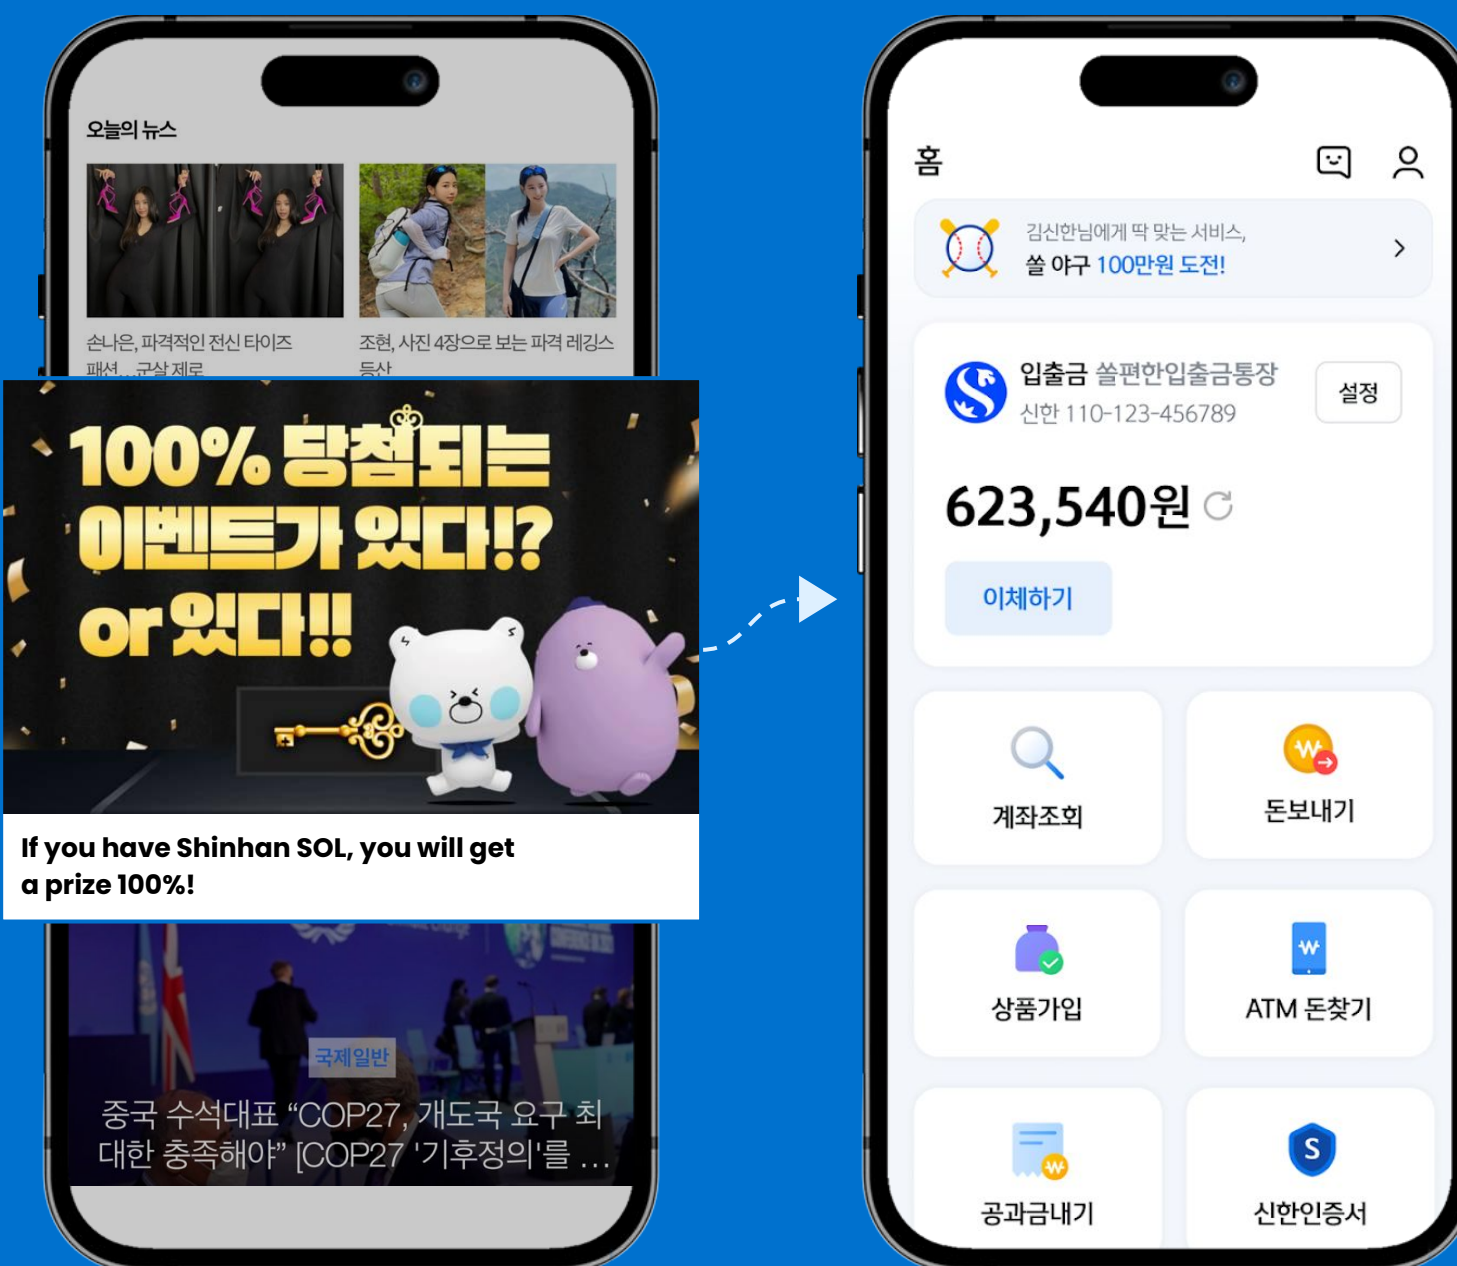 오늘의 뉴스
손나은, 파격적인 전신 타이즈
패션…군살 제로
조현, 사진 4장으로 보는 파격 레깅스
등산
100% 당첨되는
이벤트가 있다!?
or 있다!!
If you have Shinhan SOL, you will get
a prize 100%!
국제일반
중국 수석대표 “COP27, 개도국 요구 최
대한 충족해야” [COP27 '기후정의'를 …
홈
김신한님에게 딱 맞는 서비스,
쏠 야구 100만원 도전!
입출금 쏠편한입출금통장
신한 110-123-456789
설정
623,540원
이체하기
계좌조회
돈보내기
상품가입
ATM 돈찾기
공과금내기
신한인증서